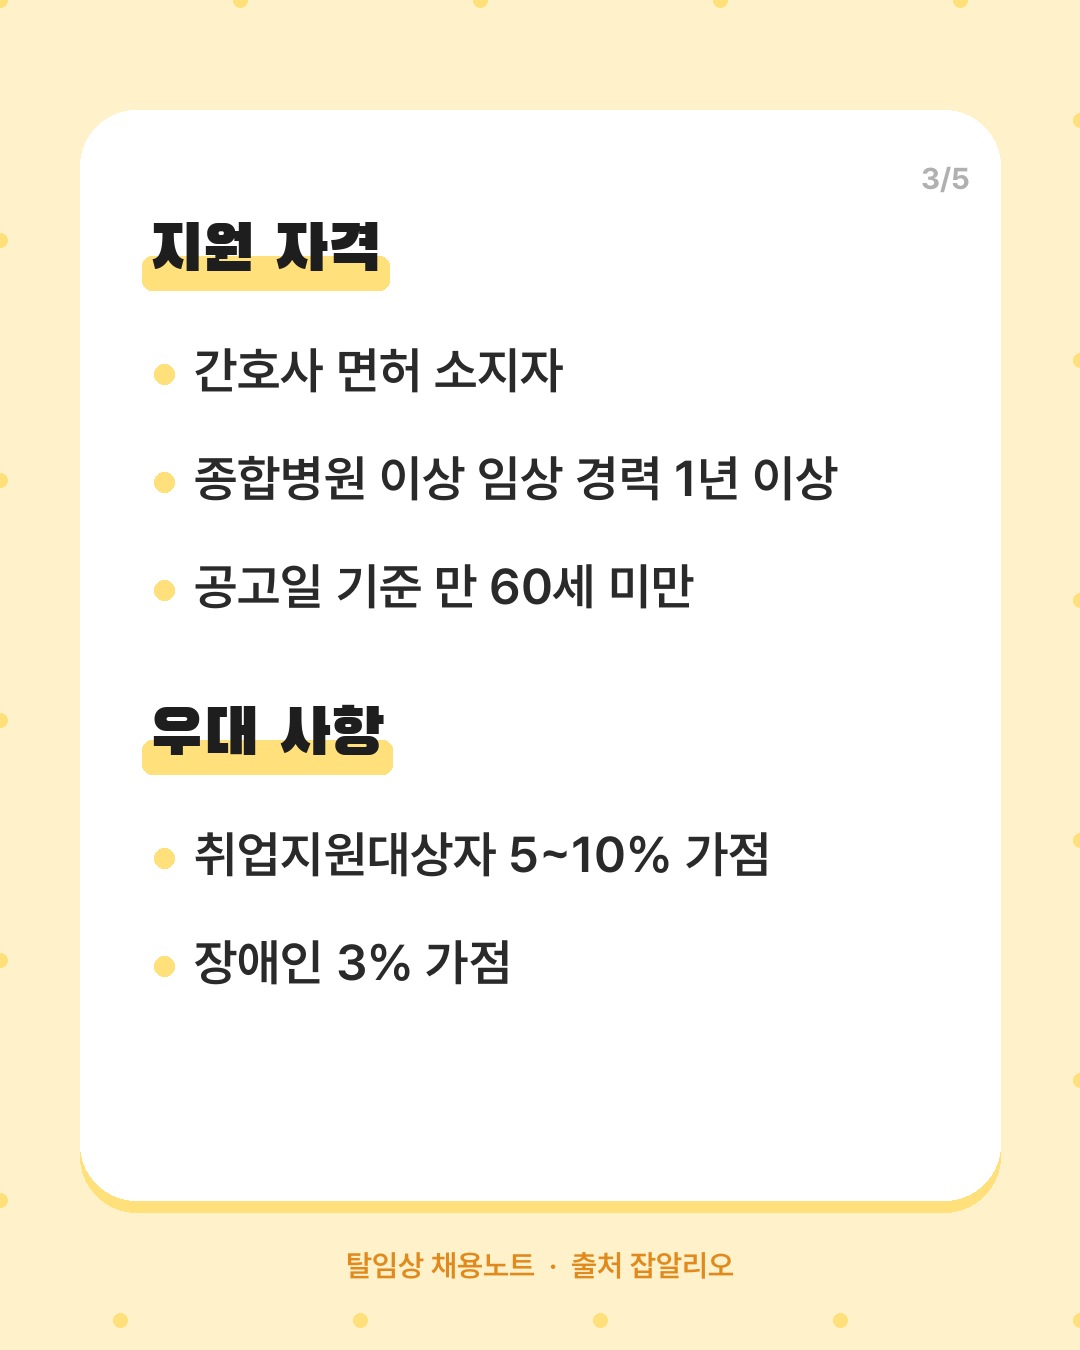 3/5
지원 자격
간호사 면허 소지자
종합병원 이상 임상 경력 1년 이상
공고일 기준 만 60세 미만
우대 사항
취업지원대상자 5~10% 가점
장애인 3% 가점
탈임상 채용노트 · 출처 잡알리오